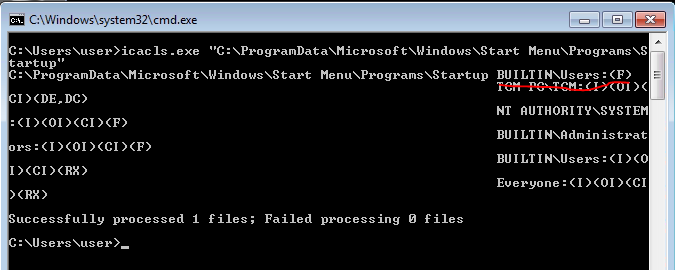 C:\Windows\system32\cmd.exe
C:\Users\user>icacls.exe "C:\ProgramData\Microsoft\Windows\Start Menu\Programs\S
tartup"
C:\ProgramData\Microsoft\Windows\Start Menu\Programs\Startup BUILTIN\Users:(F)
TCM-PC\TCM:(I)(OI)(
CI)(DE,DC)
NT AUTHORITY\SYSTEM
:(I)(OI)(CI)(F)
BUILTIN\Administrat
ors:(I)(OI)(CI)(F)
BUILTIN\Users:(I)(O
I)(CI)(RX)
Everyone:(I)(OI)(CI
)(RX)
Successfully processed 1 files; Failed processing 0 files
C:\Users\user>_